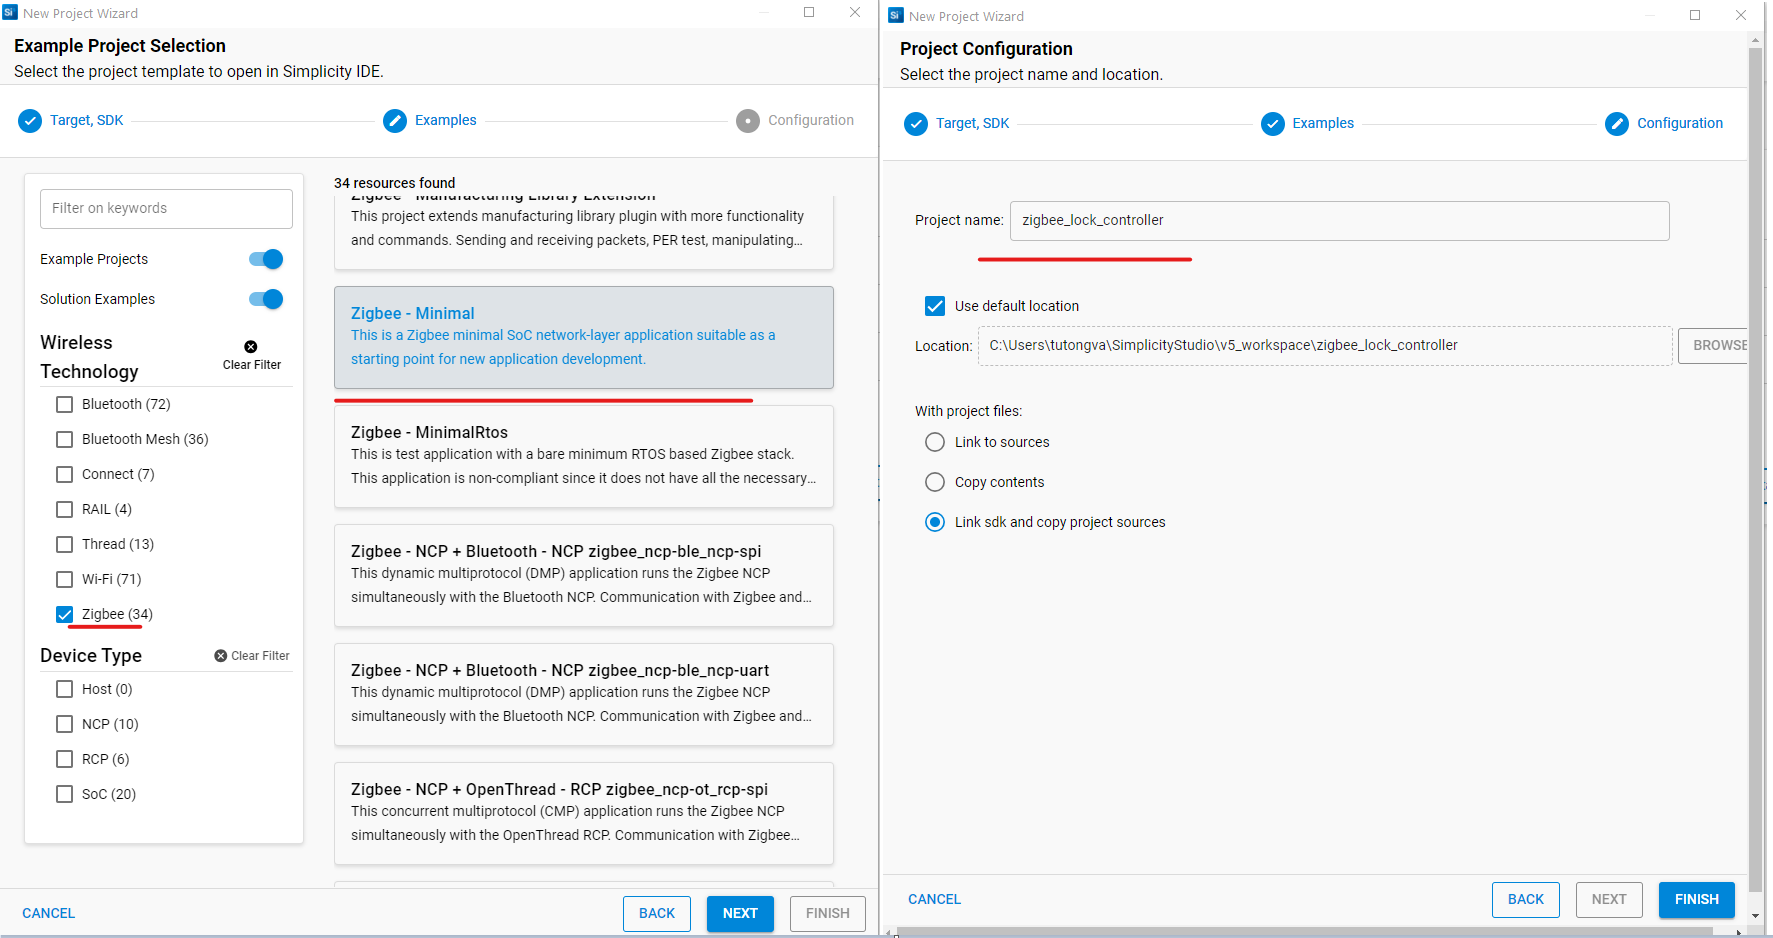 New Project Wizard
Example Project Selection
Select the project template to open in Simplicity IDE.
Target, SDK
Examples
Configuration
Filter on keywords
Example Projects
Solution Examples
Wireless
Technology
Clear Filter
Bluetooth (72)
Bluetooth Mesh (36)
Connect (7)
RAIL (4)
Thread (13)
Wi-Fi (71)
Zigbee (34)
Device Type
Clear Filter
Host (0)
NCP (10)
RCP (6)
SoC (20)
34 resources found
Zigbee - Manufacturing Library Extension
This project extends manufacturing library plugin with more functionality
and commands. Sending and receiving packets, PER test, manipulating...
Zigbee - Minimal
This is a Zigbee minimal SoC network-layer application suitable as a
starting point for new application development.
Zigbee - MinimalRtos
This is test application with a bare minimum RTOS based Zigbee stack.
This application is non-compliant since it does not have all the necessary...
Zigbee - NCP + Bluetooth - NCP zigbee_ncp-ble_ncp-spi
This dynamic multiprotocol (DMP) application runs the Zigbee NCP
simultaneously with the Bluetooth NCP. Communication with Zigbee and...
Zigbee - NCP + Bluetooth - NCP zigbee_ncp-ble_ncp-uart
This dynamic multiprotocol (DMP) application runs the Zigbee NCP
simultaneously with the Bluetooth NCP. Communication with Zigbee and...
Zigbee - NCP + OpenThread - RCP zigbee_ncp-ot_rcp-spi
This concurrent multiprotocol (CMP) application runs the Zigbee NCP
simultaneously with the OpenThread RCP. Communication with Zigbee...
CANCEL
BACK
NEXT
FINISH
New Project Wizard
Project Configuration
Select the project name and location.
Target, SDK
Examples
Configuration
Project name: zigbee_lock_controller
Use default location
Location: C:\Users\tutongva\SimplicityStudio\v5_workspace\zigbee_lock_controller
BROWSE
With project files:
Link to sources
Copy contents
Link sdk and copy project sources
CANCEL
BACK
NEXT
FINISH